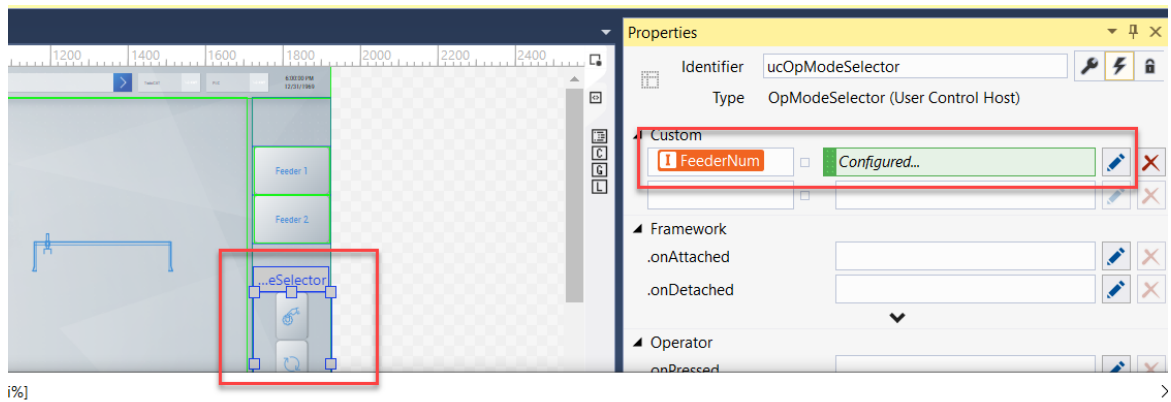 Properties
1200 1400 1600 1800 2000 2200 2400
Identifier ucOpModeSelector
6:00:00 PM
12/31/1969
Type OpModeSelector (User Control Host)
Custom
I FeederNum Configured...
C
G
L
Feeder 1
Feeder 2
Framework
.onAttached
...eSelector
.onDetached
Operator
.onPressed
i%]